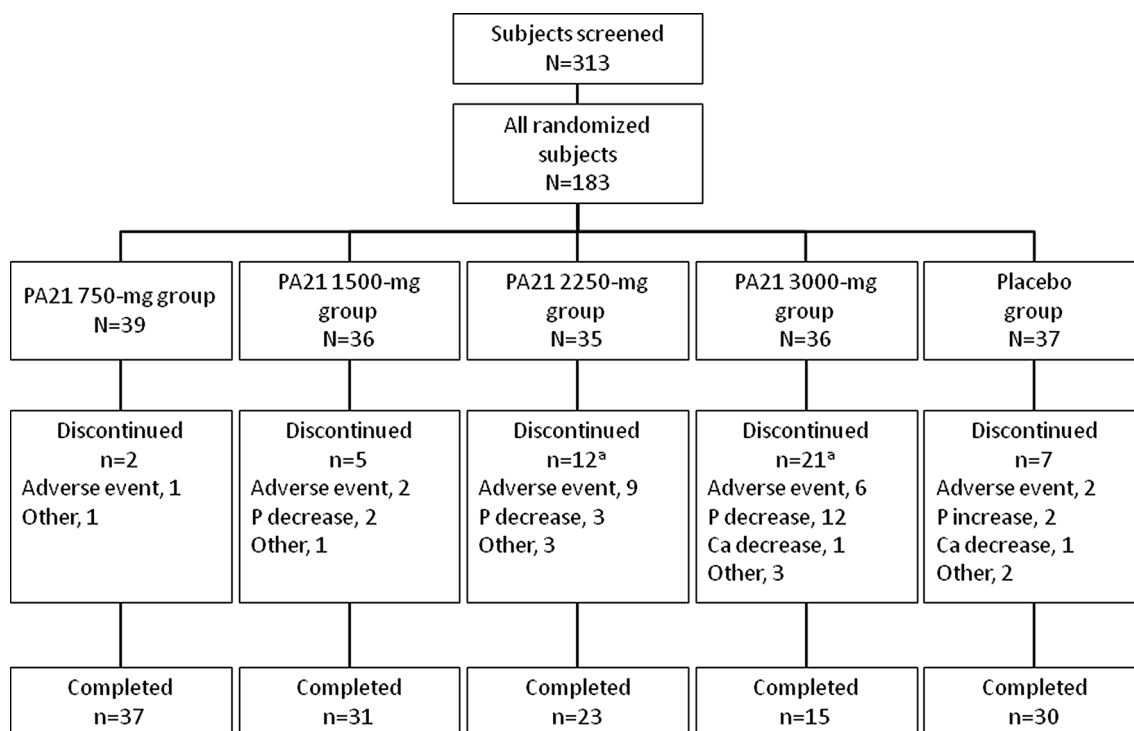 Subjects screened
N=313
All randomized
subjects
N=183
PA21 750-mg group
N=39
PA21 1500-mg
group
N=36
PA21 2250-mg
group
N=35
PA21 3000-mg
group
N=36
Placebo
group
N=37
Discontinued
n=2
Adverse event, 1
Other, 1
Discontinued
n=5
Adverse event, 2
P decrease, 2
Other, 1
Discontinued
n=12ᵃ
Adverse event, 9
P decrease, 3
Other, 3
Discontinued
n=21ᵃ
Adverse event, 6
P decrease, 12
Ca decrease, 1
Other, 3
Discontinued
n=7
Adverse event, 2
P increase, 2
Ca decrease, 1
Other, 2
Completed
n=37
Completed
n=31
Completed
n=23
Completed
n=15
Completed
n=30